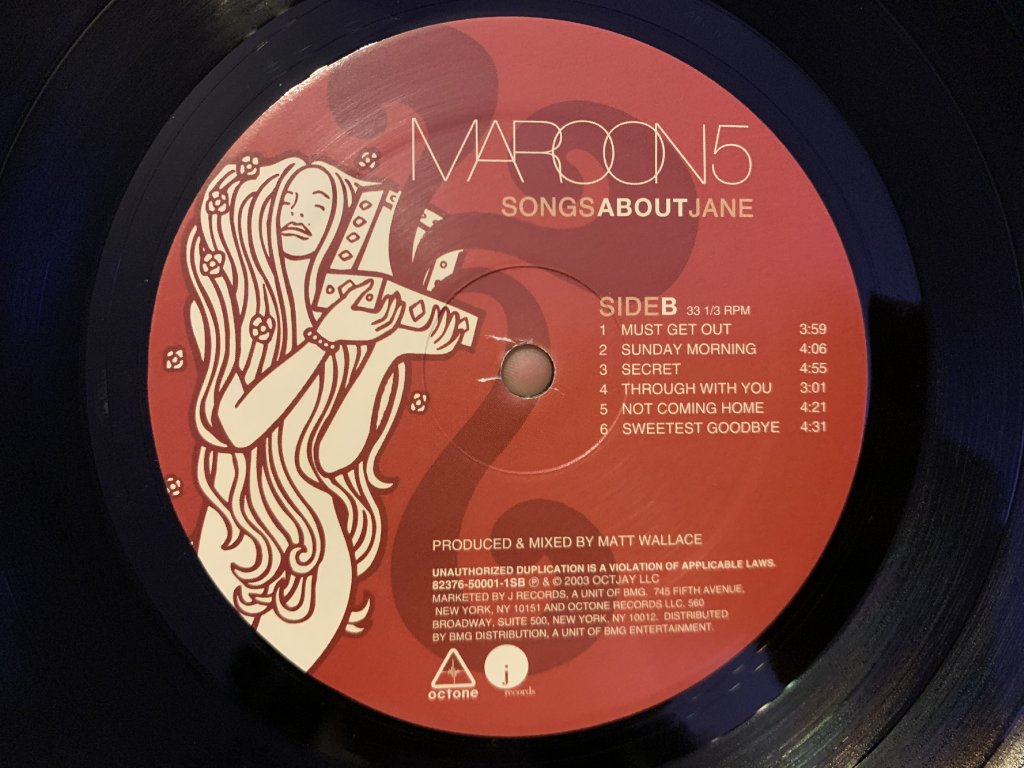 MAROON5
SONGSABOUTJANE
SIDEB 33 1/3 RPM
1 MUST GET OUT 3:59
2 SUNDAY MORNING 4:06
3 SECRET 4:55
4 THROUGH WITH YOU 3:01
5 NOT COMING HOME 4:21
6 SWEETEST GOODBYE 4:31
PRODUCED & MIXED BY MATT WALLACE
UNAUTHORIZED DUPLICATION IS A VIOLATION OF APPLICABLE LAWS.
82376-50001-1SB ℗ & © 2003 OCTJAY LLC
MARKETED BY J RECORDS, A UNIT OF BMG. 745 FIFTH AVENUE,
NEW YORK, NY 10151 AND OCTONE RECORDS LLC. 560
BROADWAY, SUITE 500, NEW YORK, NY 10012. DISTRIBUTED
BY BMG DISTRIBUTION, A UNIT OF BMG ENTERTAINMENT.
octone
j
records